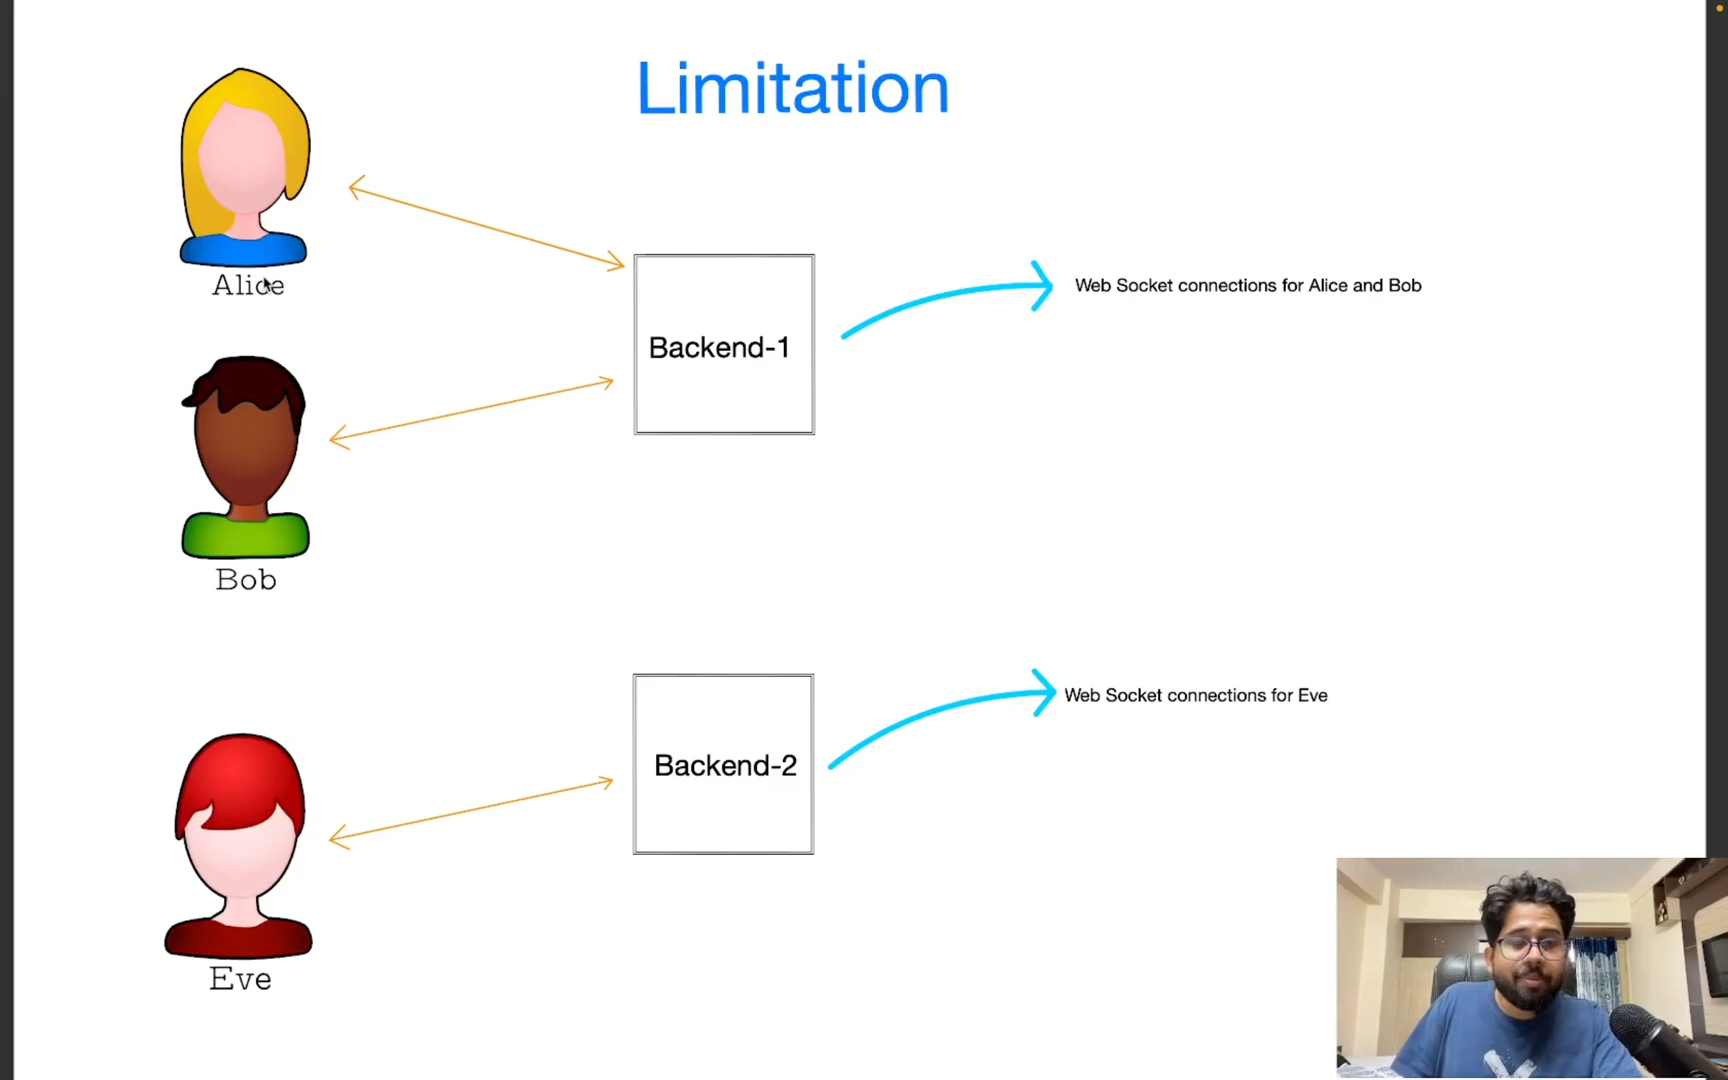 Limitation
Alice
Web Socket connections for Alice and Bob
Backend-1
Bob
Web Socket connections for Eve
Backend-2
Eve